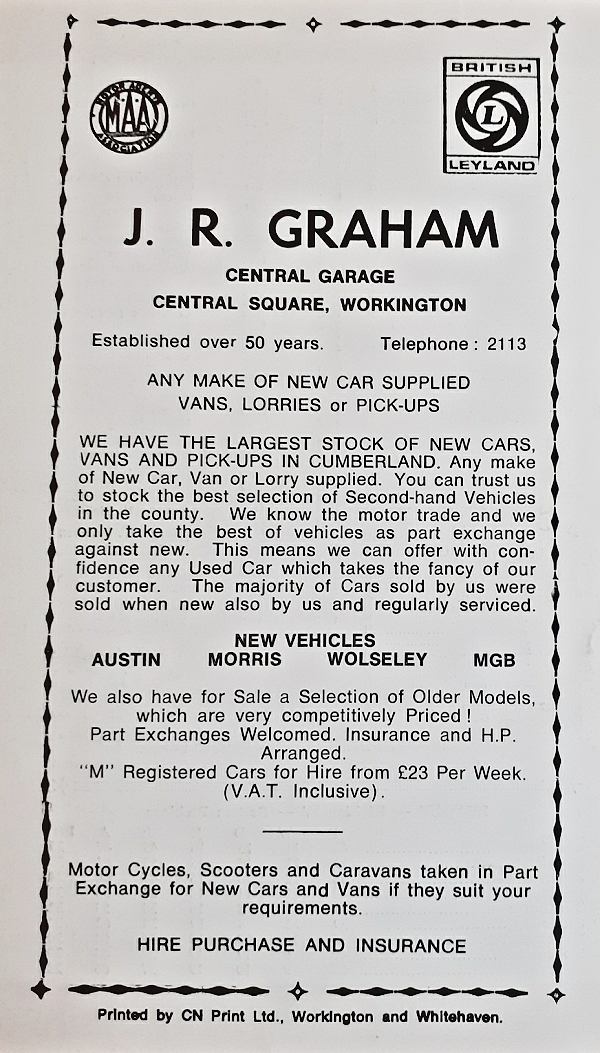 MOTOR AGENTS
M·A·A
ASSOCIATION
BRITISH
L
LEYLAND
J. R. GRAHAM
CENTRAL GARAGE
CENTRAL SQUARE, WORKINGTON
Established over 50 years. Telephone : 2113
ANY MAKE OF NEW CAR SUPPLIED
VANS, LORRIES or PICK-UPS
WE HAVE THE LARGEST STOCK OF NEW CARS,
VANS AND PICK-UPS IN CUMBERLAND. Any make
of New Car, Van or Lorry supplied. You can trust us
to stock the best selection of Second-hand Vehicles
in the county. We know the motor trade and we
only take the best of vehicles as part exchange
against new. This means we can offer with con-
fidence any Used Car which takes the fancy of our
customer. The majority of Cars sold by us were
sold when new also by us and regularly serviced.
NEW VEHICLES
AUSTIN MORRIS WOLSELEY MGB
We also have for Sale a Selection of Older Models,
which are very competitively Priced !
Part Exchanges Welcomed. Insurance and H.P.
Arranged.
"M" Registered Cars for Hire from £23 Per Week.
(V.A.T. Inclusive).
Motor Cycles, Scooters and Caravans taken in Part
Exchange for New Cars and Vans if they suit your
requirements.
HIRE PURCHASE AND INSURANCE
Printed by CN Print Ltd., Workington and Whitehaven.